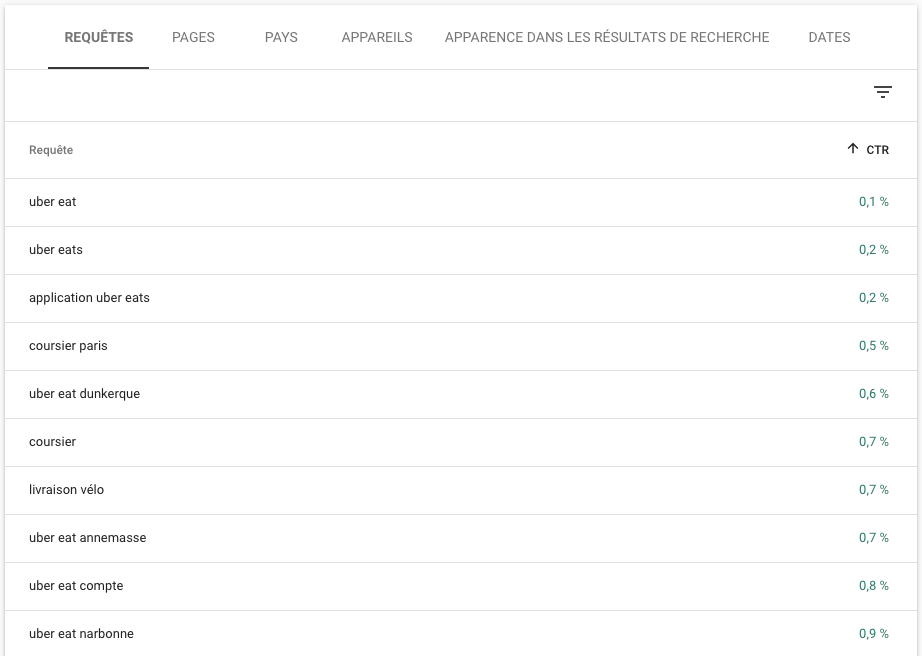 REQUÊTES PAGES PAYS APPAREILS APPARENCE DANS LES RÉSULTATS DE RECHERCHE DATES
Requête CTR
uber eat 0,1 %
uber eats 0,2 %
application uber eats 0,2 %
coursier paris 0,5 %
uber eat dunkerque 0,6 %
coursier 0,7 %
livraison vélo 0,7 %
uber eat annemasse 0,7 %
uber eat compte 0,8 %
uber eat narbonne 0,9 %